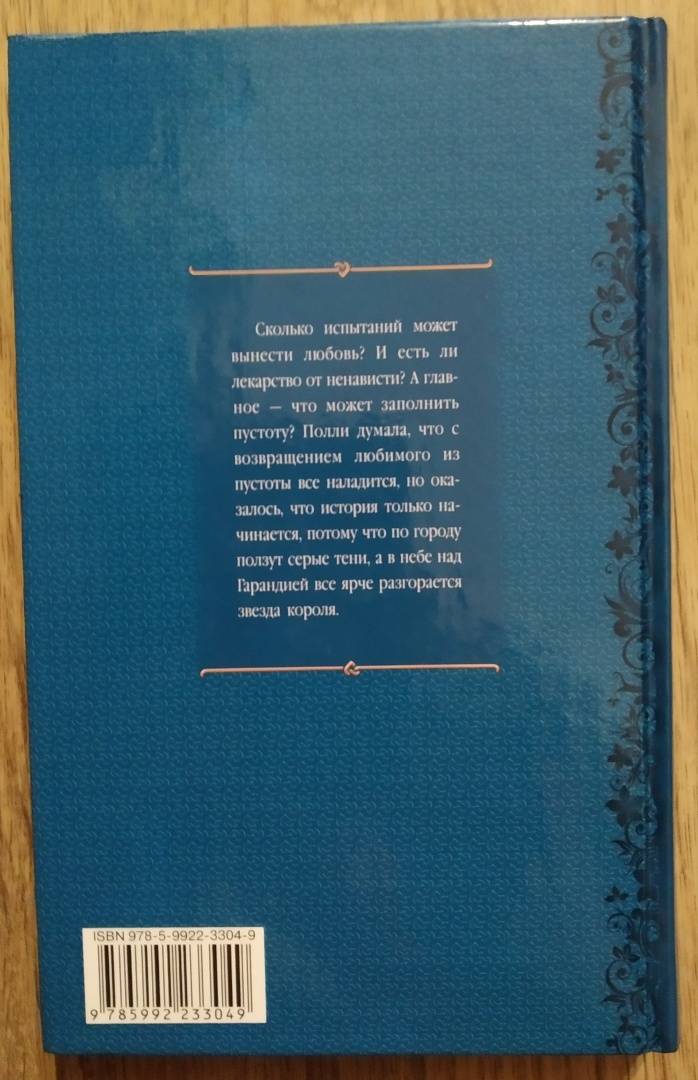 Сколько испытаний может
вынести любовь? И есть ли
лекарство от ненависти? А глав-
ное — что может заполнить
пустоту? Полли думала, что с
возвращением любимого из
пустоты все наладится, но ока-
залось, что история только на-
чинается, потому что по городу
ползут серые тени, а в небе над
Гарандией все ярче разгорается
звезда короля.
ISBN 978-5-9922-3304-9
9 785992 233049